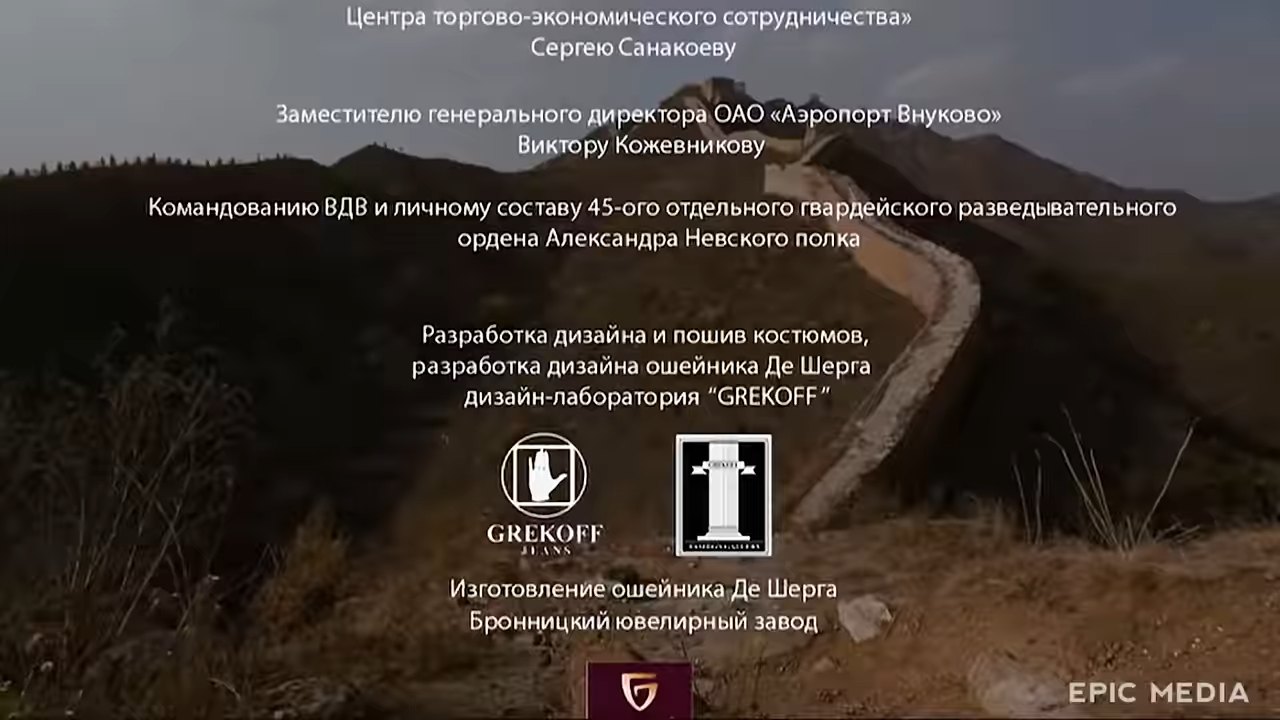 Центра торгово-экономического сотрудничества»
Сергею Санакоеву
Заместителю генерального директора ОАО «Аэропорт Внуково»
Виктору Кожевникову
Командованию ВДВ и личному составу 45-ого отдельного гвардейского разведывательного
ордена Александра Невского полка
Разработка дизайна и пошив костюмов,
разработка дизайна ошейника Де Шерга
дизайн-лаборатория “GREKOFF”
GREKOFF
JEANS
Изготовление ошейника Де Шерга
Бронницкий ювелирный завод
EPIC MEDIA